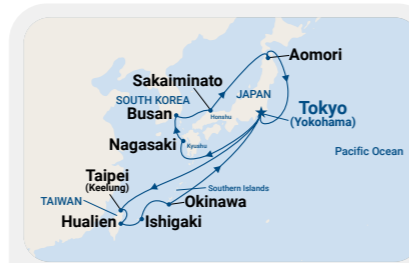 Aomori
Sakaiminato
JAPAN
SOUTH KOREA
Honshu
Busan
Tokyo
(Yokohama)
Nagasaki
Kyushu
Pacific Ocean
Taipei
(Keelung)
Southern Islands
TAIWAN
Okinawa
Hualien
Ishigaki